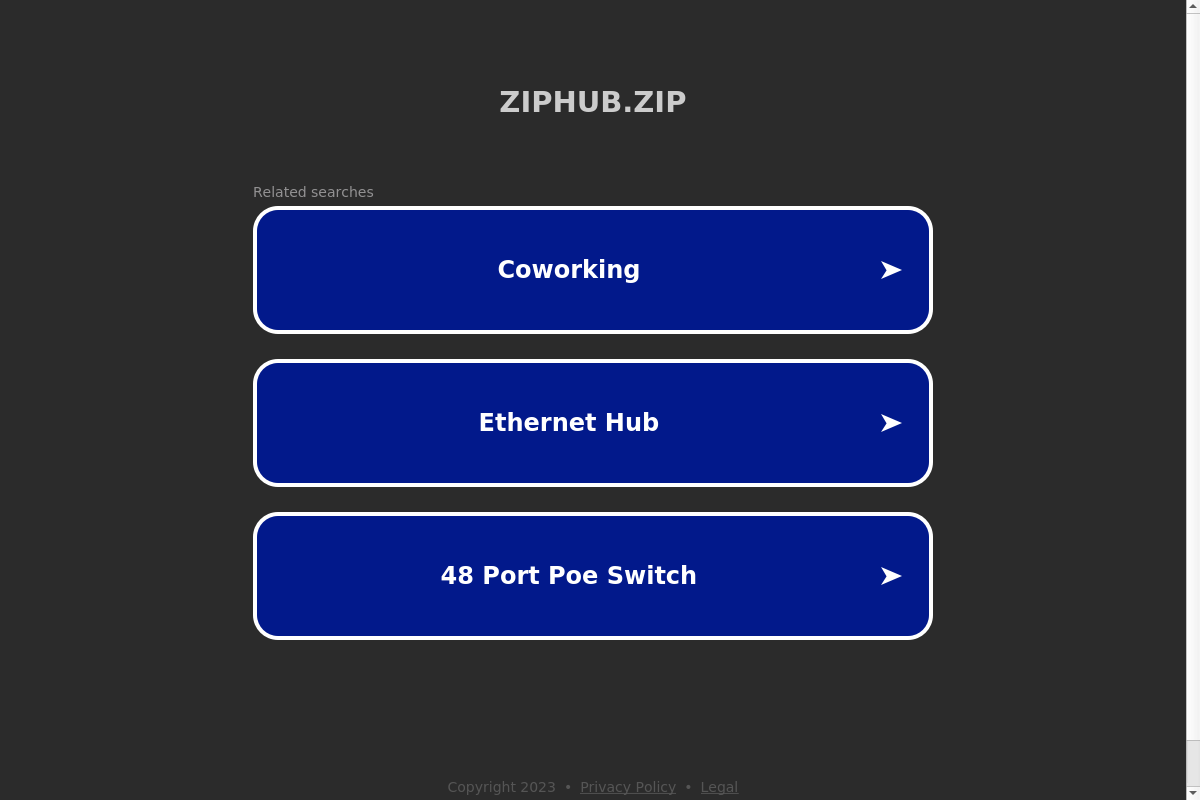 ZIPHUB.ZIP
Related searches
Coworking
Ethernet Hub
48 Port Poe Switch
Copyright 2023 • Privacy Policy • Legal